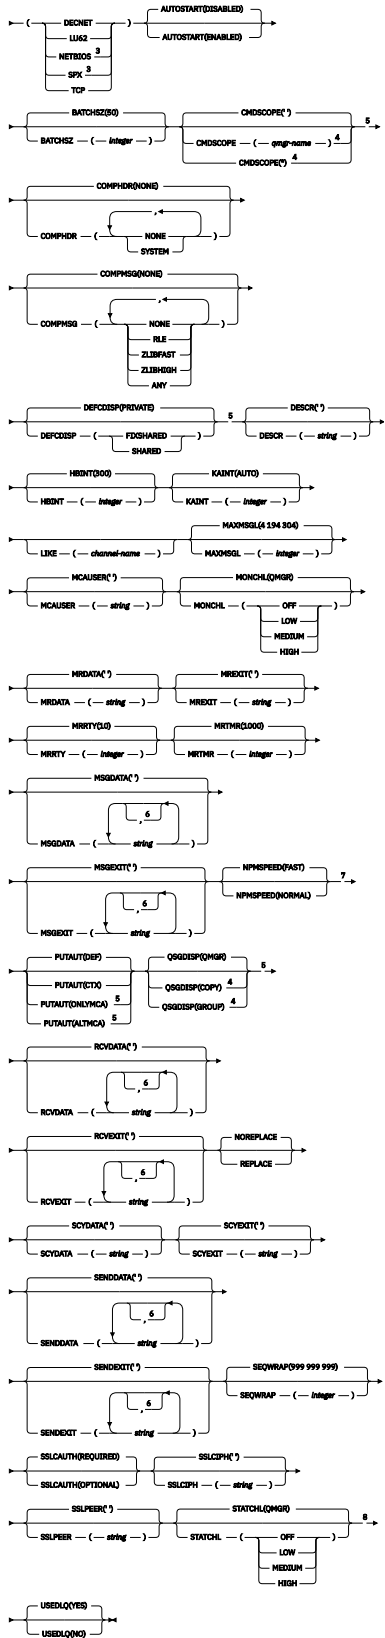 AUTOSTART(DISABLED)
( DECNET ) AUTOSTART(ENABLED)
LU62
NETBIOS 3
SPX 3
TCP
BATCHSZ(50) CMDSCOPE(' ') 5
BATCHSZ ( integer ) CMDSCOPE ( qmgr-name ) 4
CMDSCOPE(*) 4
COMPHDR(NONE)
,
COMPHDR ( NONE )
SYSTEM
COMPMSG(NONE)
,
COMPMSG ( NONE )
RLE
ZLIBFAST
ZLIBHIGH
ANY
DEFCDISP(PRIVATE) 5 DESCR(' ')
DEFCDISP ( FIXSHARED ) DESCR ( string )
SHARED
HBINT(300) KAINT(AUTO)
HBINT ( integer ) KAINT ( integer )
MAXMSGL(4 194 304)
LIKE ( channel-name ) MAXMSGL ( integer )
MCAUSER(' ') MONCHL(QMGR)
MCAUSER ( string ) MONCHL ( OFF )
LOW
MEDIUM
HIGH
MRDATA(' ') MREXIT(' ')
MRDATA ( string ) MREXIT ( string )
MRRTY(10) MRTMR(1000)
MRRTY ( integer ) MRTMR ( integer )
MSGDATA(' ')
, 6
MSGDATA ( string )
MSGEXIT(' ') NPMSPEED(FAST) 7
, 6 NPMSPEED(NORMAL)
MSGEXIT ( string )
PUTAUT(DEF) QSGDISP(QMGR) 5
PUTAUT(CTX) QSGDISP(COPY) 4
PUTAUT(ONLYMCA) 5 QSGDISP(GROUP) 4
PUTAUT(ALTMCA) 5
RCVDATA(' ')
, 6
RCVDATA ( string )
RCVEXIT(' ') NOREPLACE
, 6 REPLACE
RCVEXIT ( string )
SCYDATA(' ') SCYEXIT(' ')
SCYDATA ( string ) SCYEXIT ( string )
SENDDATA(' ')
, 6
SENDDATA ( string )
SENDEXIT(' ') SEQWRAP(999 999 999)
, 6 SEQWRAP ( integer )
SENDEXIT ( string )
SSLCAUTH(REQUIRED) SSLCIPH(' ')
SSLCAUTH(OPTIONAL) SSLCIPH ( string )
SSLPEER(' ') STATCHL(QMGR) 8
SSLPEER ( string ) STATCHL ( OFF )
LOW
MEDIUM
HIGH
USEDLQ(YES)
USEDLQ(NO)